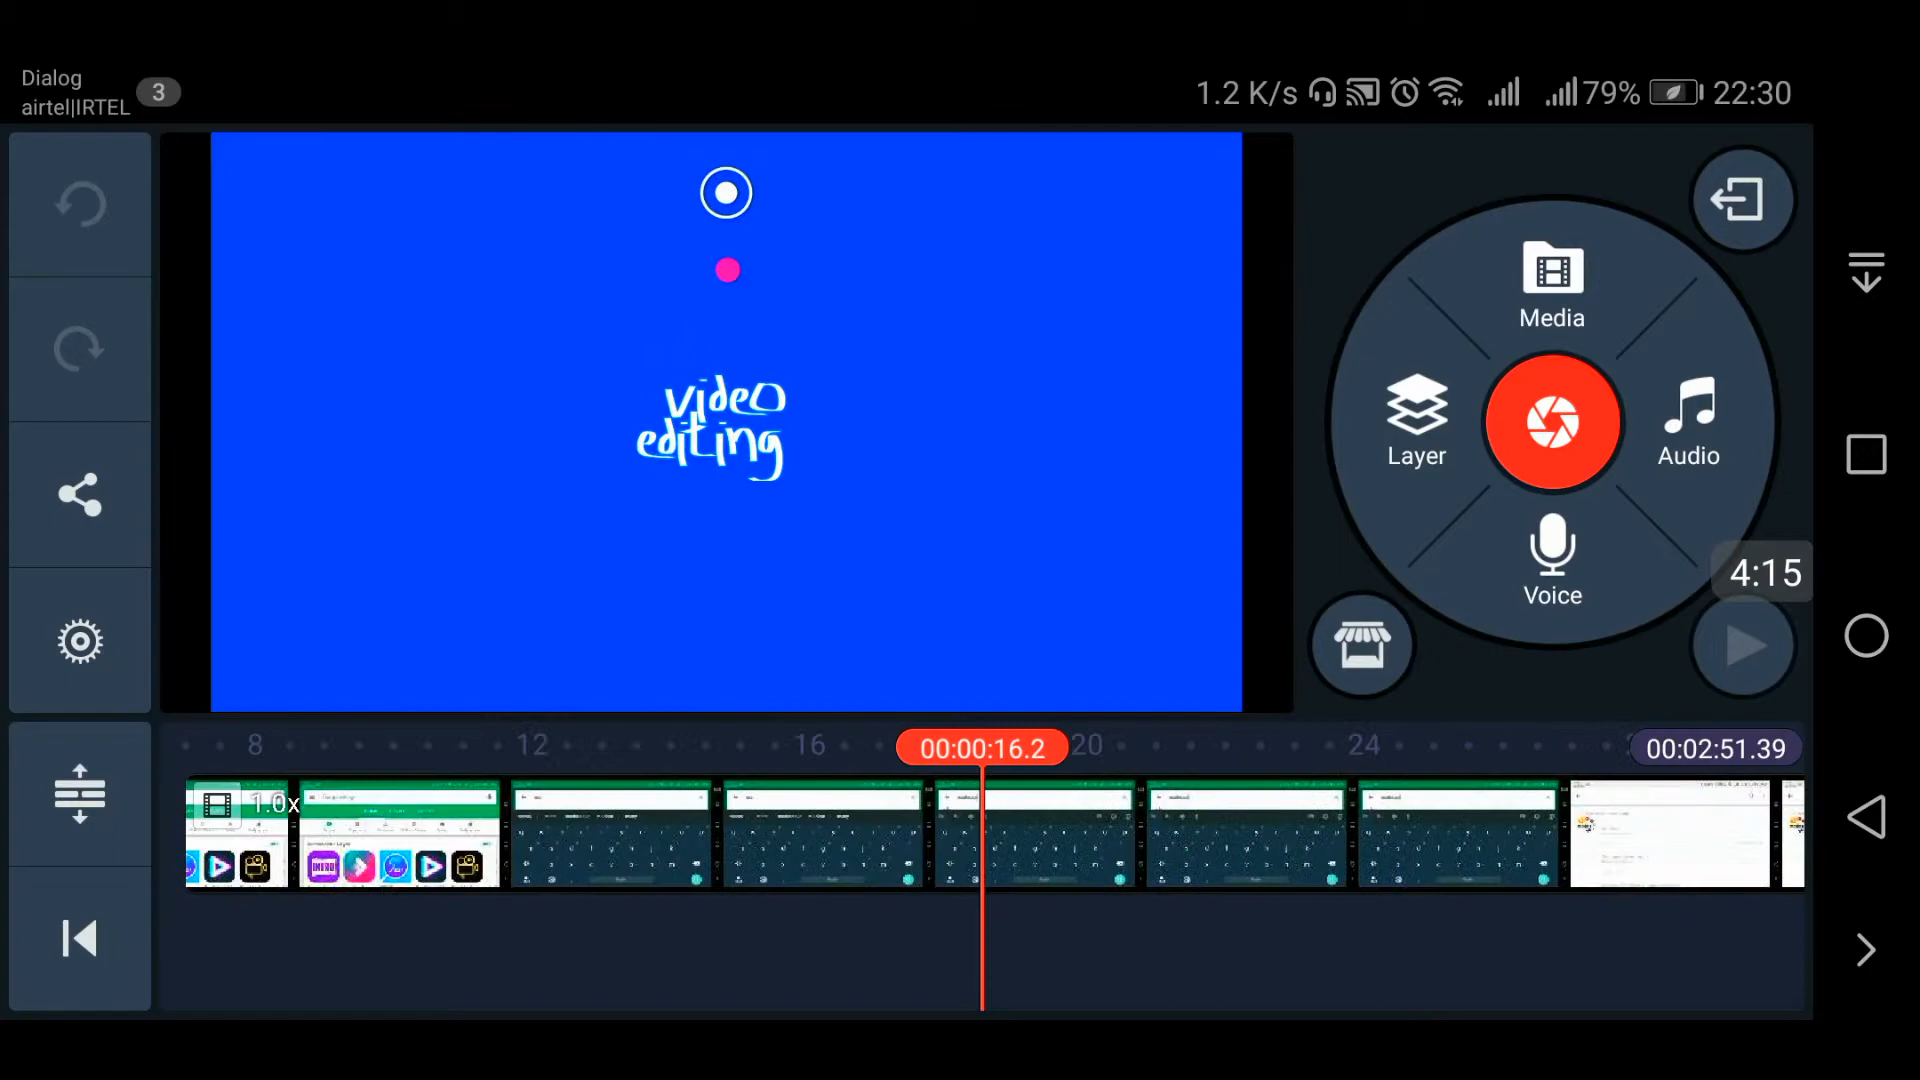 Dialog
airtel|IRTEL
3
1.2 K/s
79%
22:30
video
editing
Media
Layer
Audio
Voice
4:15
8
12
16
00:00:16.2
20
24
00:02:51.39
1.0x
INTRO